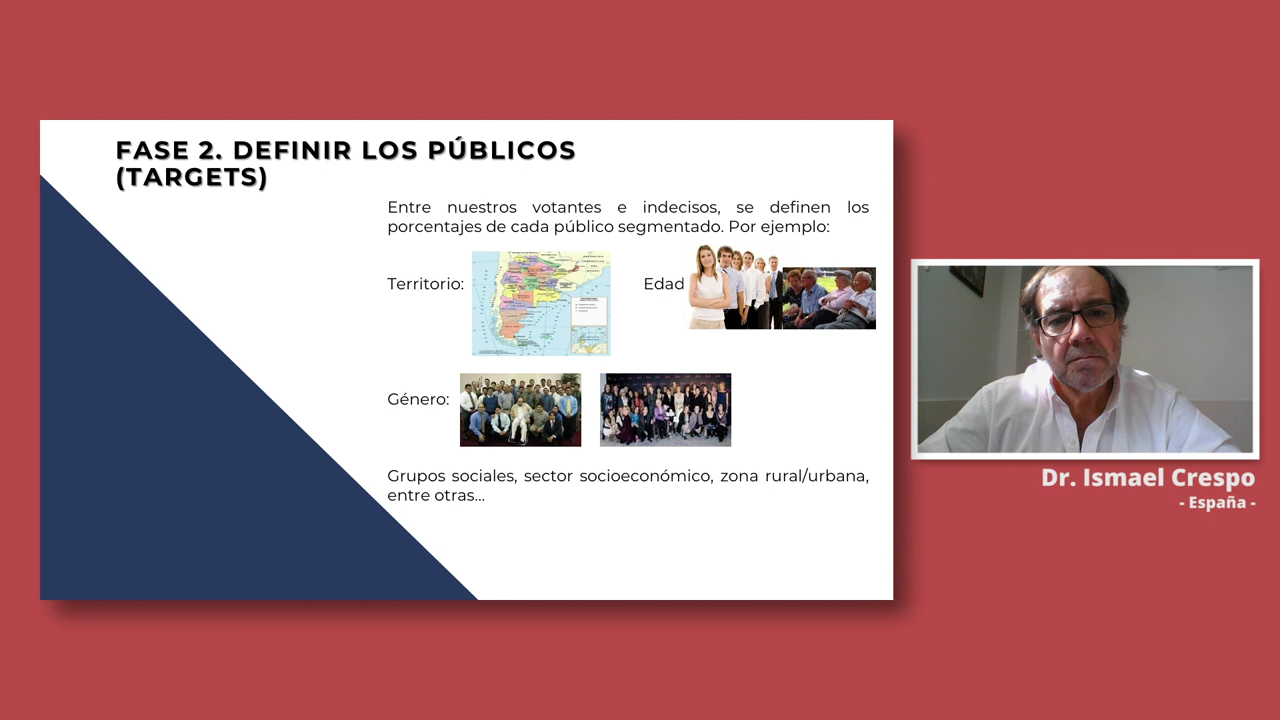 FASE 2. DEFINIR LOS PÚBLICOS
(TARGETS)
Entre nuestros votantes e indecisos, se definen los
porcentajes de cada público segmentado. Por ejemplo:
Territorio:
Edad
Género:
Grupos sociales, sector socioeconómico, zona rural/urbana,
entre otras...
Dr. Ismael Crespo
- España -